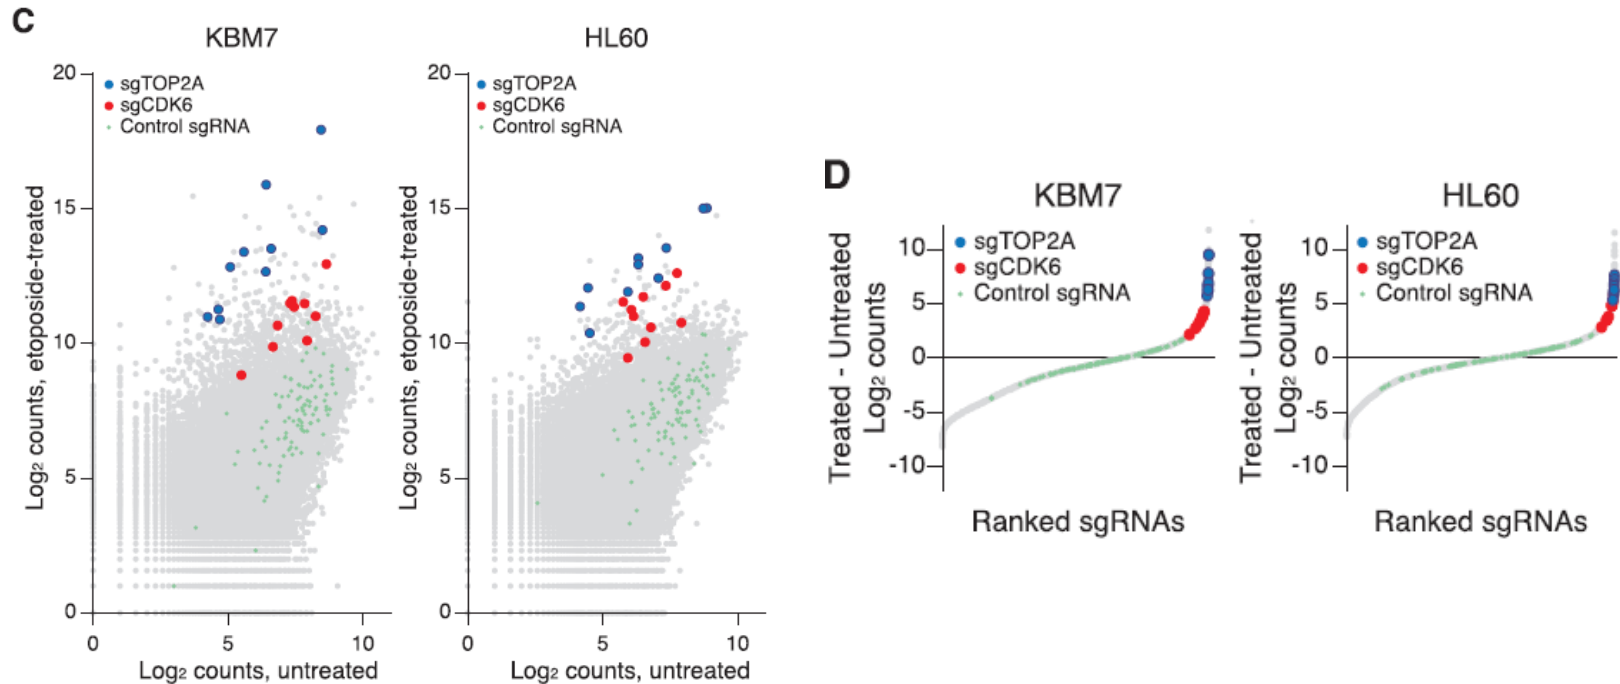 C
KBM7
20
15
10
5
0
sgTOP2A
sgCDK6
Control sgRNA
Log2 counts, etoposide-treated
0
5
10
Log2 counts, untreated
HL60
20
15
10
5
0
sgTOP2A
sgCDK6
Control sgRNA
Log2 counts, etoposide-treated
0
5
10
Log2 counts, untreated
D
KBM7
10
5
0
-5
-10
sgTOP2A
sgCDK6
Control sgRNA
Treated - Untreated
Log2 counts
Ranked sgRNAs
HL60
10
5
0
-5
-10
sgTOP2A
sgCDK6
Control sgRNA
Treated - Untreated
Log2 counts
Ranked sgRNAs